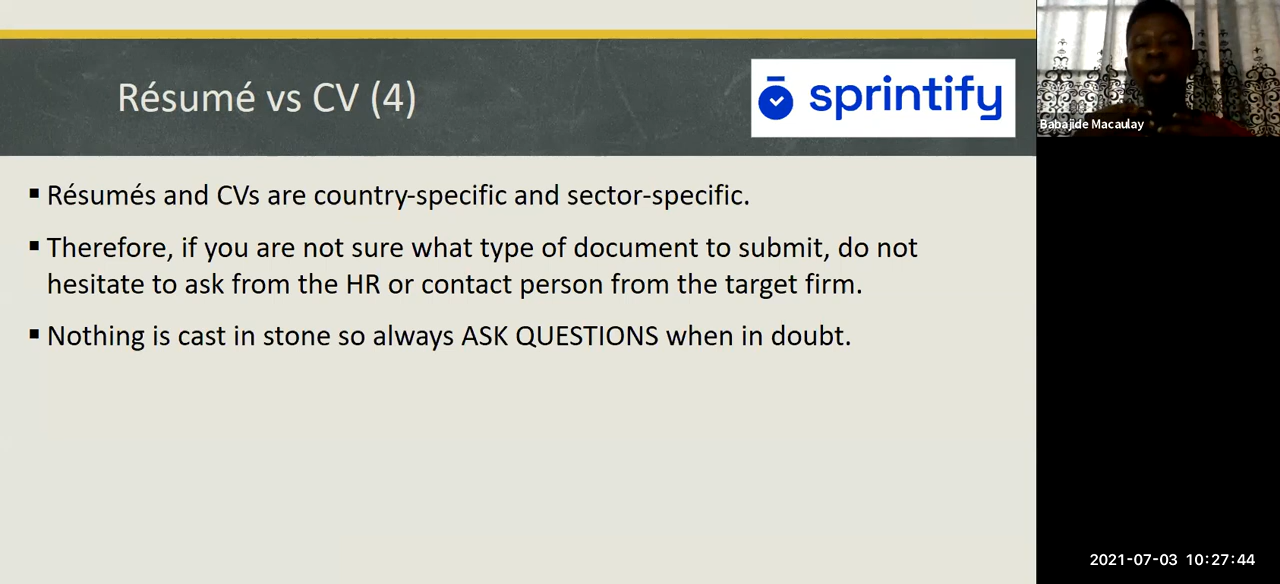 Résumé vs CV (4)
sprintify
Babajide Macaulay
▪ Résumés and CVs are country-specific and sector-specific.
▪ Therefore, if you are not sure what type of document to submit, do not
hesitate to ask from the HR or contact person from the target firm.
▪ Nothing is cast in stone so always ASK QUESTIONS when in doubt.
2021-07-03 10:27:44